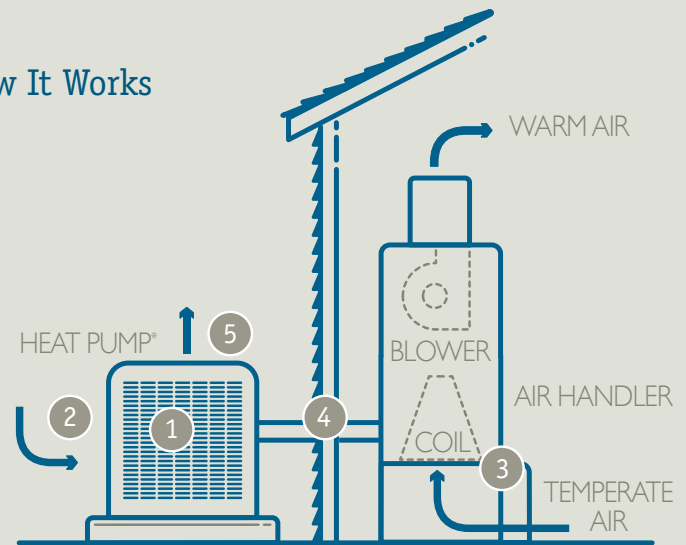 w It Works
WARM AIR
HEAT PUMP®
5
BLOWER
2
1
4
AIR HANDLER
COIL
3
TEMPERATE
AIR